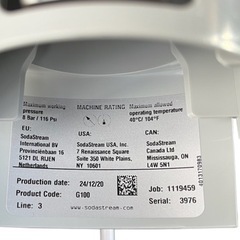 Maximum working pressure
8 Bar / 116 Psi
MACHINE RATING
Maximum allowed operating temperature
40°C/ 104°F
EU:
SodaStream
International BV
Provinciënbaan 16
5121 DL RIJEN
Netherlands
USA:
SodaStream USA, Inc
7 Renaissance Square
Suite 350 White Plains,
NY 10601
CAN:
SodaStream
Canada Ltd
Mississauga, ON
L4W 5N1
Production date: 24/12/20
Job: 1119459
Product Code: G100
Line: 3
Serial: 3976
www.sodastream.com